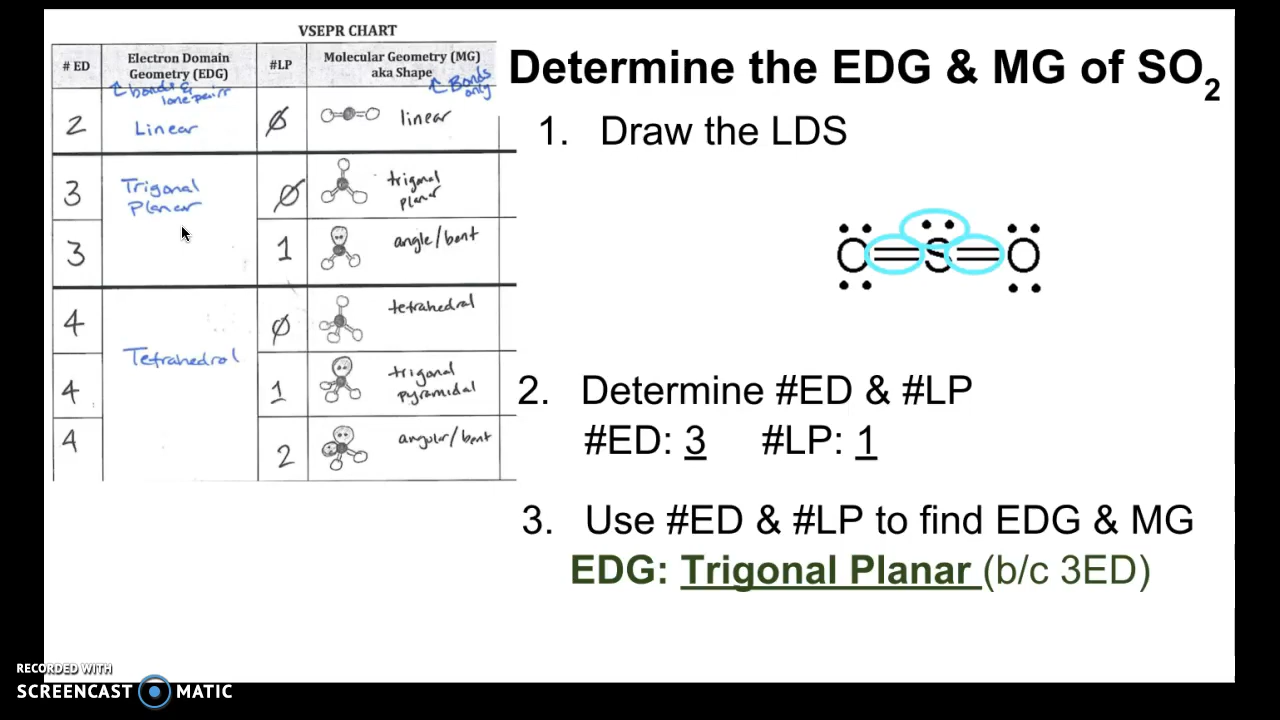 VSEPR CHART
# ED
Electron Domain
Geometry (EDG)
#LP
Molecular Geometry (MG)
aka Shape
↑ bonds &
lone pairs
↑ Bonds
only
2
Linear
Ø
linear
3
Trigonal
Planar
Ø
trigonal
planar
3
1
angle/bent
4
Ø
tetrahedral
Tetrahedral
4
1
trigonal
pyramidal
4
2
angular/bent
Determine the EDG & MG of SO2
1. Draw the LDS
O S O
2. Determine #ED & #LP
#ED: 3 #LP: 1
3. Use #ED & #LP to find EDG & MG
EDG: Trigonal Planar (b/c 3ED)
RECORDED WITH
SCREENCAST MATIC